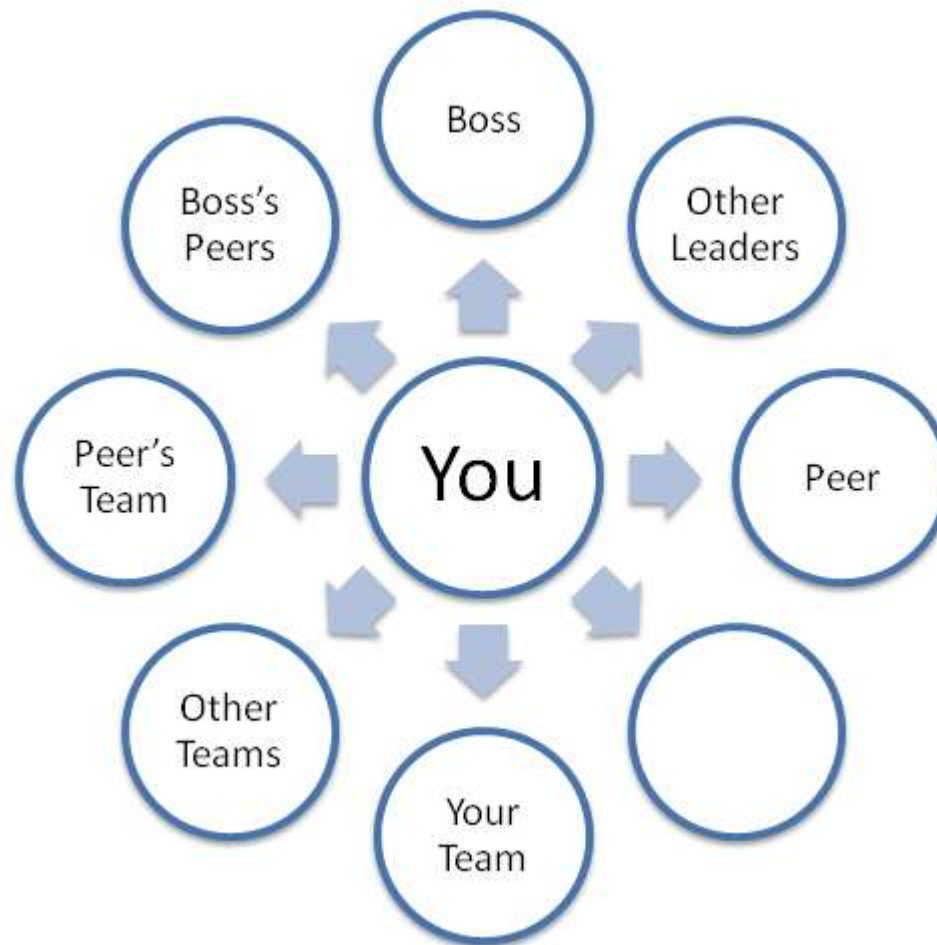 Boss
Boss's
Peers
Other
Leaders
Peer's
Team
You
Peer
Other
Teams
Your
Team